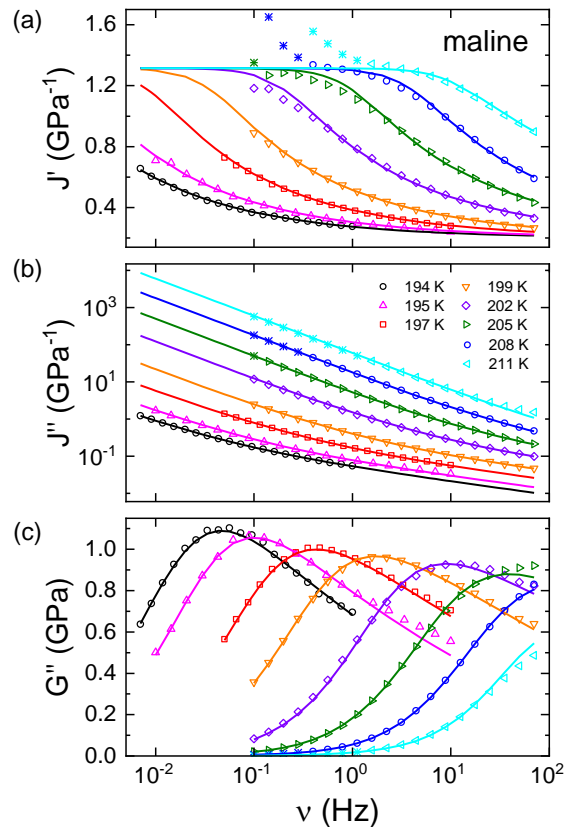 (a)
maline
1.6
1.2
0.8
0.4
J' (GPa⁻¹)
(b)
10³
10¹
10⁻¹
J'' (GPa⁻¹)
194 K
195 K
197 K
199 K
202 K
205 K
208 K
211 K
(c)
1.0
0.8
0.6
0.4
0.2
0.0
G'' (GPa)
10⁻² 10⁻¹ 10⁰ 10¹ 10²
ν (Hz)